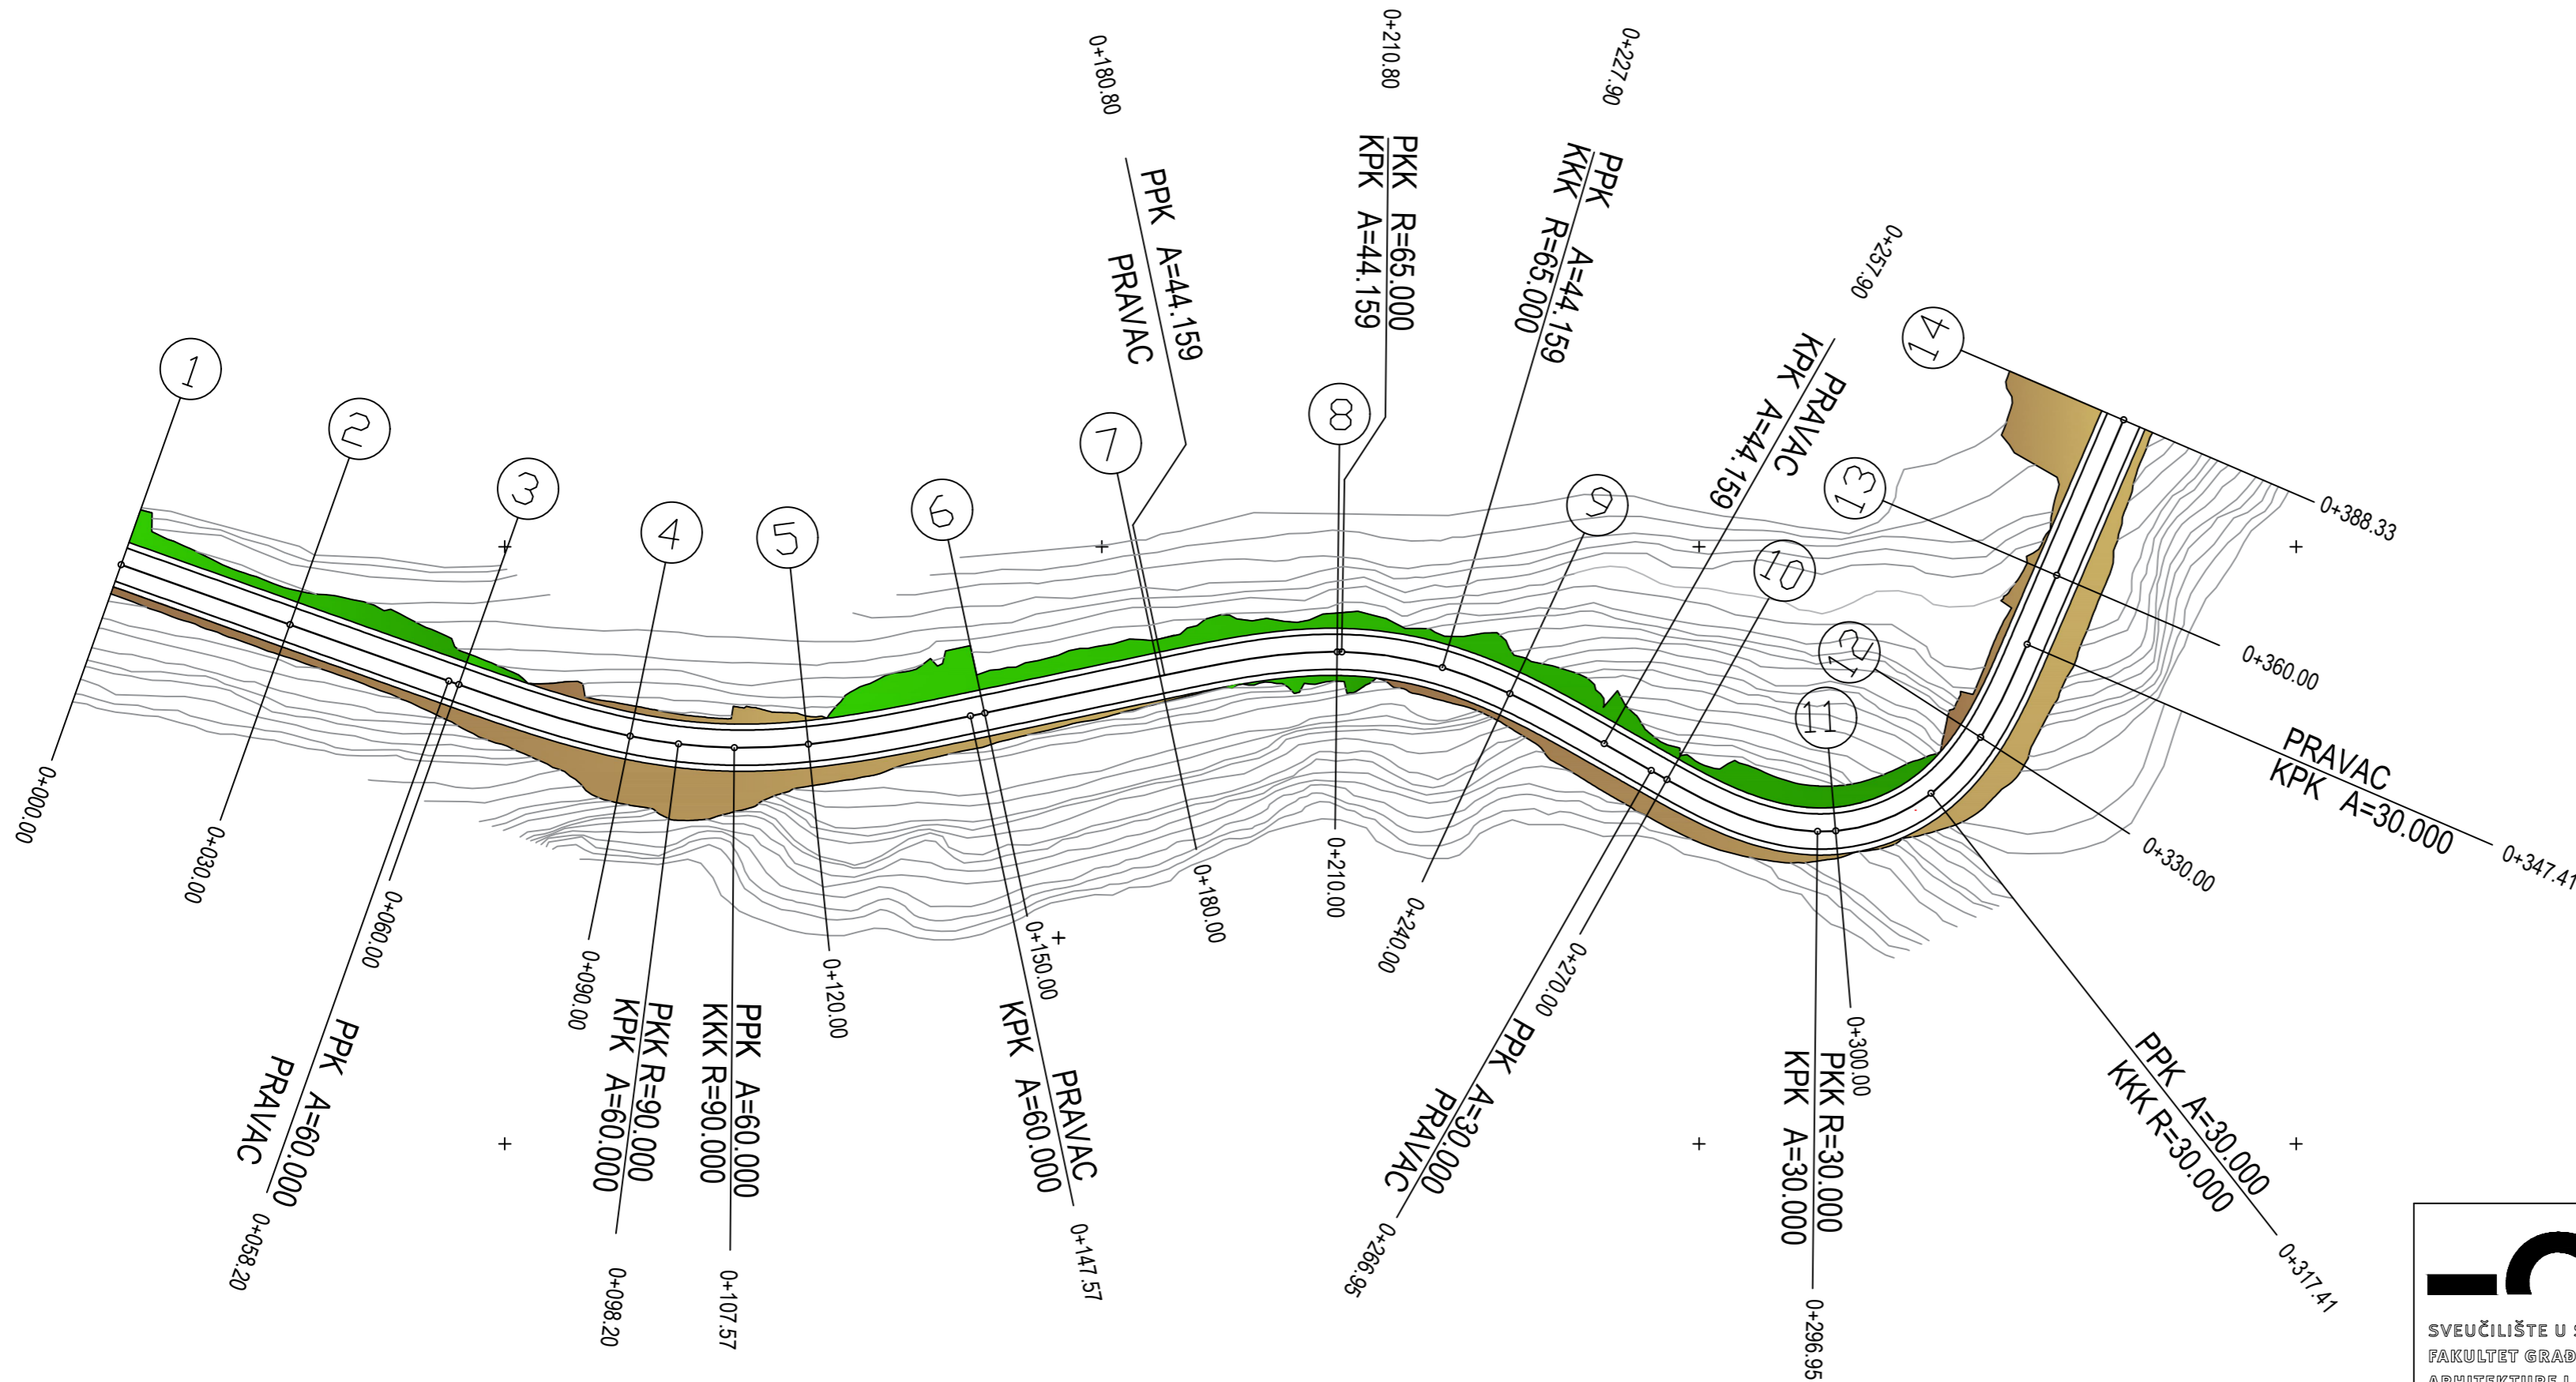 0+180.80
PPK A=44.159
PRAVAC
0+210.80
PKK R=65.000
KPK A=44.159
0+227.90
PPK A=44.159
KKK R=65.000
0+257.90
PRAVAC
KPK A=44.159
1
2
3
4
5
6
7
8
9
10
11
12
13
14
0+000.00
0+030.00
0+060.00
0+090.00
0+120.00
0+150.00
0+180.00
0+210.00
0+240.00
0+270.00
0+300.00
0+330.00
0+360.00
0+388.33
PPK A=60.000
PRAVAC
0+058.20
PKK R=90.000
KPK A=60.000
0+098.20
PPK A=60.000
KKK R=90.000
0+107.57
PRAVAC
KPK A=60.000
0+147.57
PPK A=30.000
PRAVAC
0+266.95
PKK R=30.000
KPK A=30.000
0+296.95
PPK A=30.000
KKK R=30.000
0+317.41
PRAVAC
KPK A=30.000
0+347.41
SVEUČILIŠTE U
FAKULTET